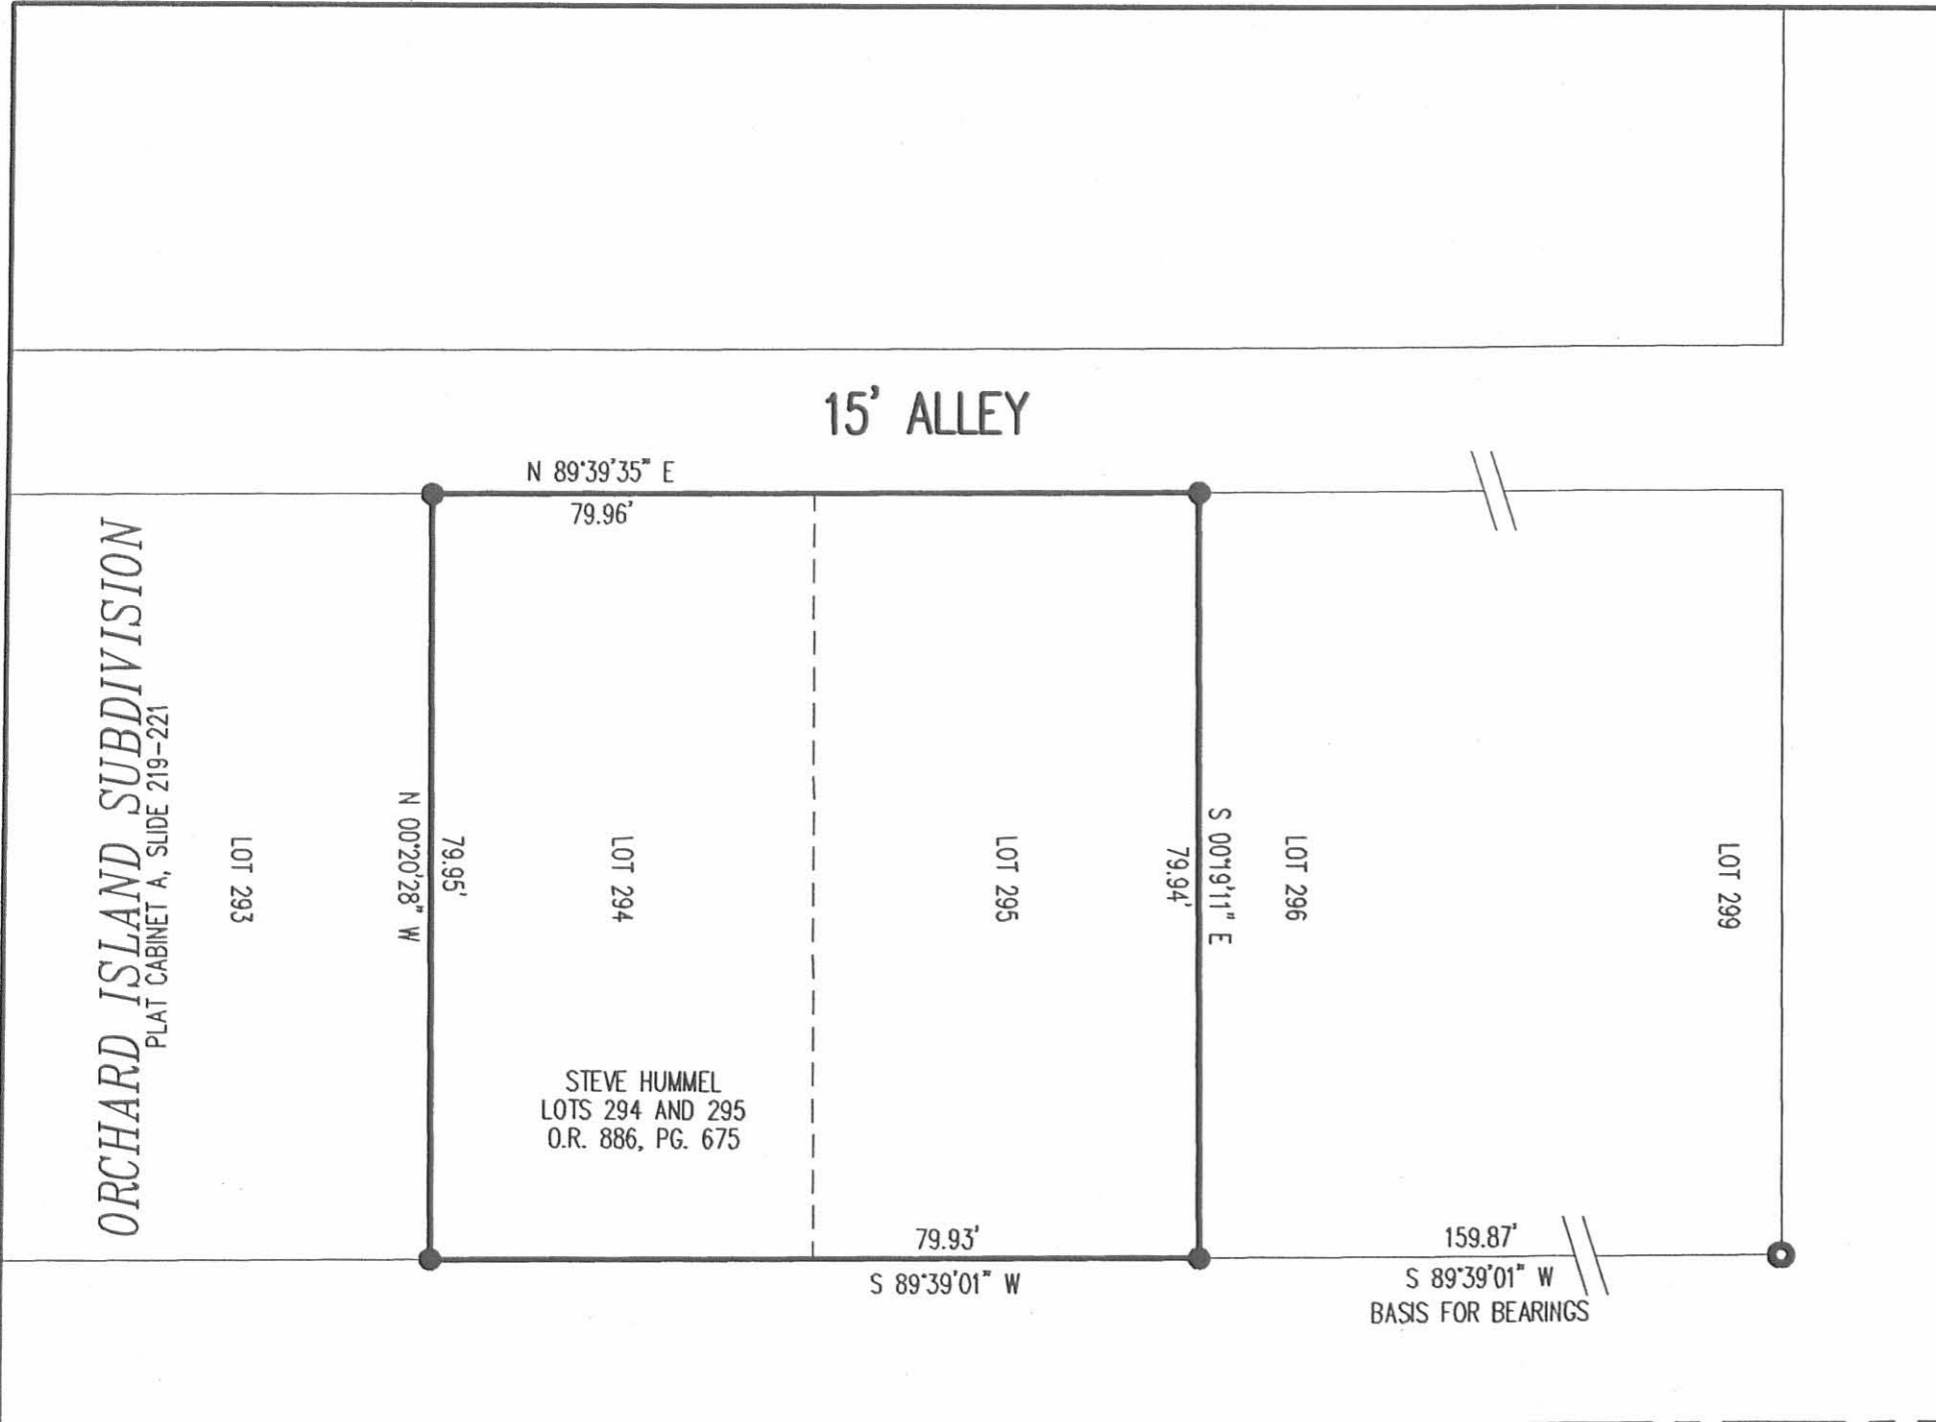 15' ALLEY
N 89°39'35" E
79.96'
ORCHARD ISLAND SUBDIVISION
PLAT CABINET A, SLIDE 219-221
LOT 293
N 00°20'28" W
79.95'
LOT 294
LOT 295
79.94'
S 00°19'11" E
LOT 296
LOT 299
STEVE HUMMEL
LOTS 294 AND 295
O.R. 886, PG. 675
79.93'
S 89°39'01" W
159.87'
S 89°39'01" W
BASIS FOR BEARINGS